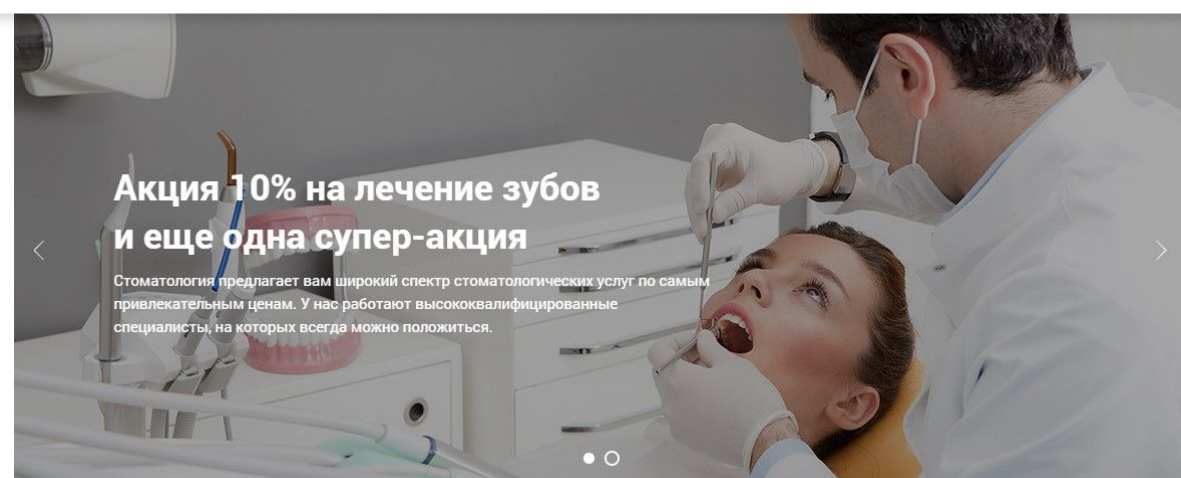 Акция 10% на лечение зубов
и еще одна супер-акция
Стоматология предлагает вам широкий спектр стоматологических услуг по самым
привлекательным ценам. У нас работают высококвалифицированные
специалисты, на которых всегда можно положиться.